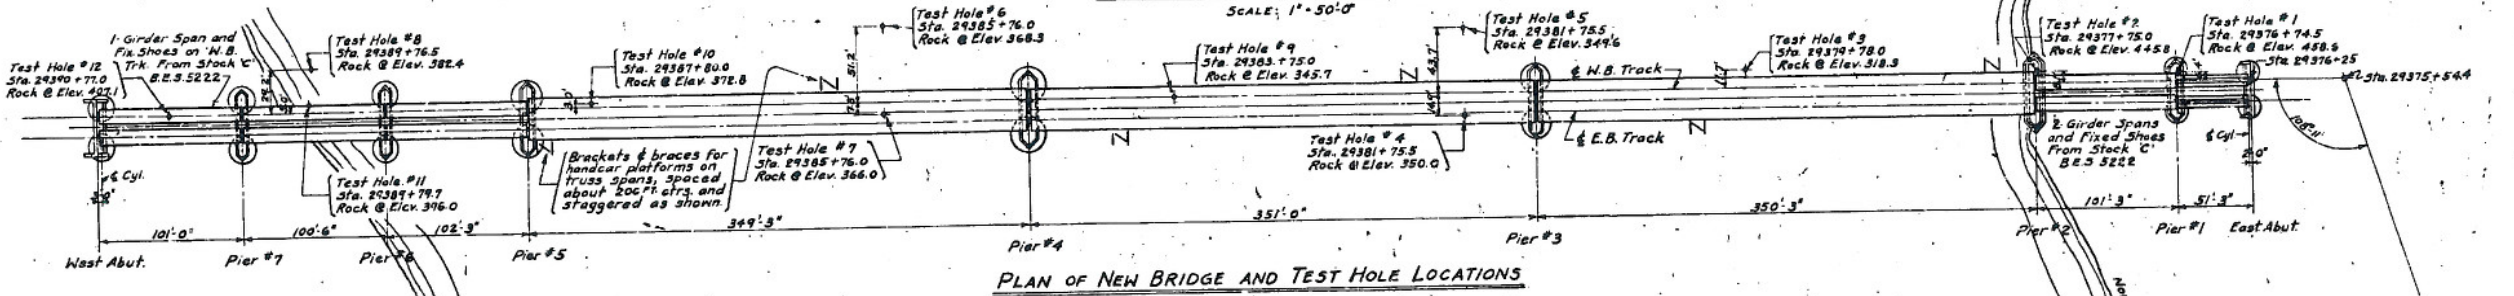 SCALE: 1" = 50'-0"
Test Hole #12
Sta. 29390 + 77.0
Rock @ Elev. 407.1
1- Girder Span and
Fix. Shoes on W.B.
Trk. From Stock 'C'
B.E.S. 5222
Test Hole #8
Sta. 29389 + 76.5
Rock @ Elev. 382.4
Test Hole #10
Sta. 29387 + 80.0
Rock @ Elev. 372.8
51.2'
Test Hole #6
Sta. 29385 + 76.0
Rock @ Elev. 368.3
Test Hole #9
Sta. 29383. + 75.0
Rock @ Elev. 345.7
43.7'
Test Hole #5
Sta. 29381 + 75.5
Rock @ Elev. 349.6
℄ W.B. Track
Test Hole #3
Sta. 29379 + 78.0
Rock @ Elev. 318.3
Test Hole #2
Sta. 29377 + 75.0
Rock @ Elev. 445.8
Test Hole #1
Sta. 29376 + 74.5
Rock @ Elev. 458.6
Sta. 29376+25
Sta. 29375+54.4
℄ Cyl.
Test Hole #11
Sta. 29389 + 79.7
Rock @ Elev. 396.0
Brackets & braces for
handcar platforms on
truss spans, spaced
about 200 FT. ctrs. and
staggered as shown.
Test Hole #7
Sta. 29385 + 76.0
Rock @ Elev. 366.0
Test Hole #4
Sta. 29381 + 75.5
Rock @ Elev. 350.0
℄ E.B. Track
2- Girder Spans
and Fixed Shoes
From Stock 'C'
B.E.S 5222
℄ Cyl.
2'-0"
101'-0"
100'-6"
102'-9"
349'-3"
351'-0"
350'-3"
101'-3"
51'-3"
West Abut.
Pier #7
Pier #6
Pier #5
Pier #4
Pier #3
Pier #2
Pier #1
East Abut.
PLAN OF NEW BRIDGE AND TEST HOLE LOCATIONS